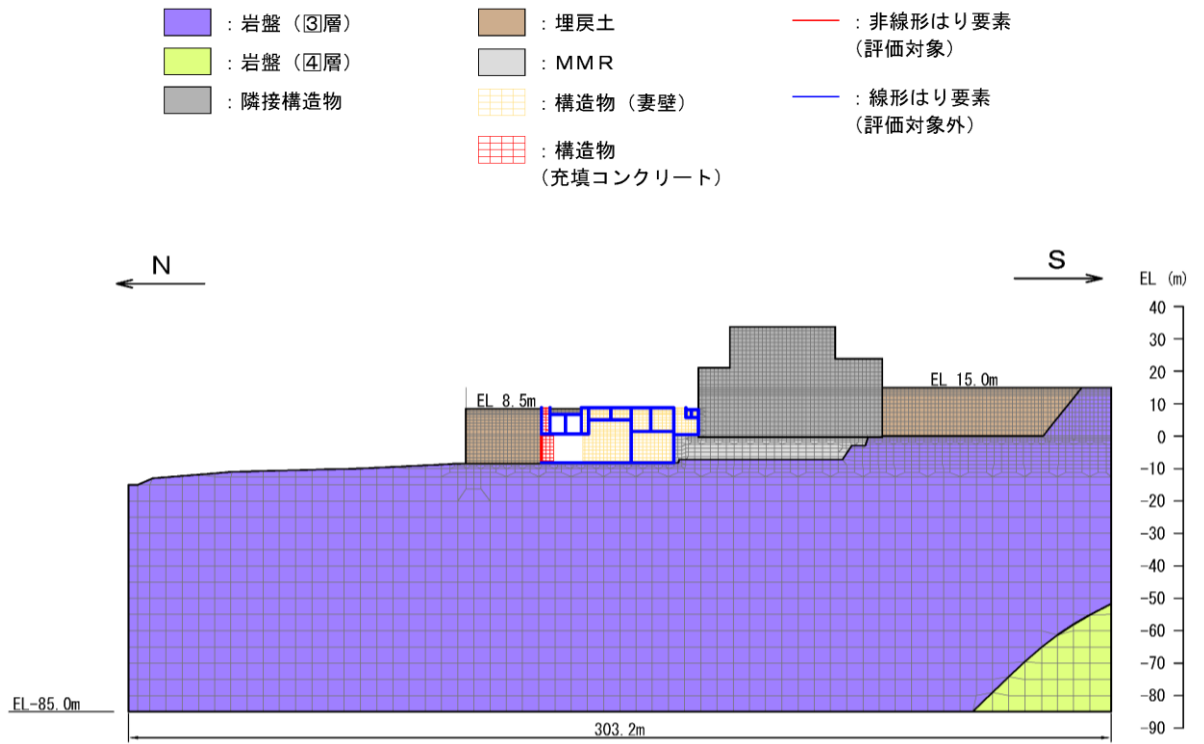 ：岩盤（③層）
：岩盤（④層）
：隣接構造物
：埋戻土
：ＭＭＲ
：構造物（妻壁）
：構造物
（充填コンクリート）
：非線形はり要素
（評価対象）
：線形はり要素
（評価対象外）
N
S
EL (m)
EL 8.5m
EL 15.0m
40
30
20
10
0
-10
-20
-30
-40
-50
-60
-70
-80
-90
EL-85.0m
303.2m